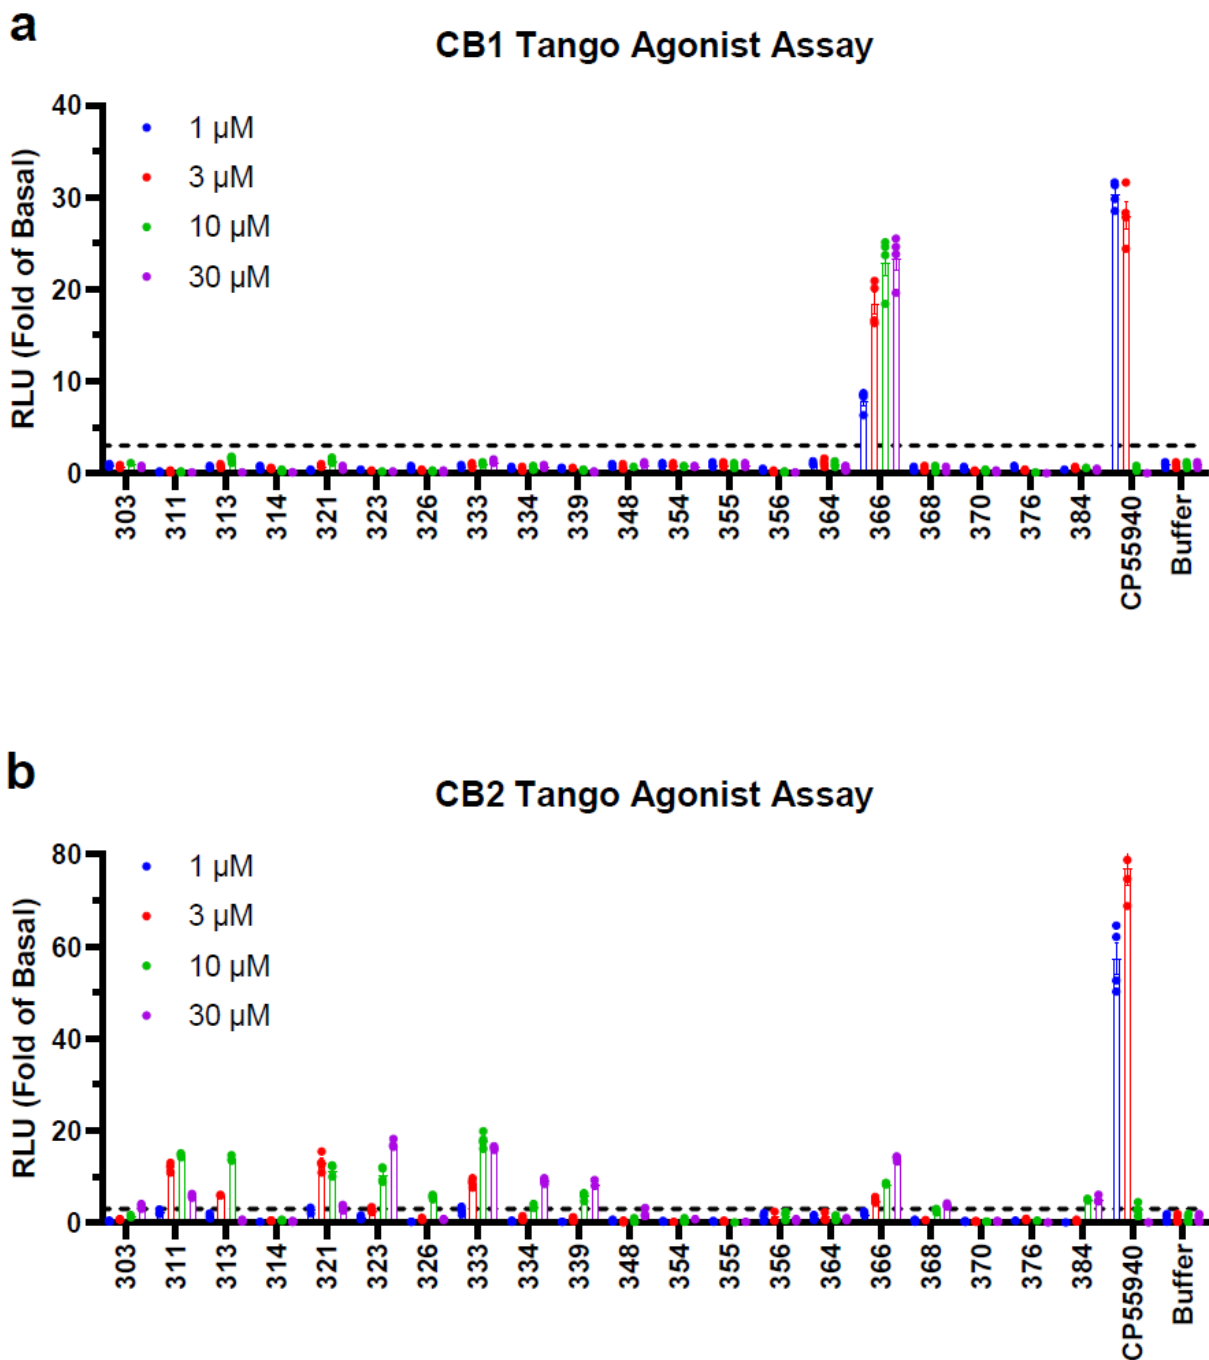 a
CB1 Tango Agonist Assay
RLU (Fold of Basal)
40
30
20
10
0
1 µM
3 µM
10 µM
30 µM
303 311 313 314 321 323 326 333 334 339 348 354 355 356 364 366 368 370 376 384 CP55940 Buffer
b
CB2 Tango Agonist Assay
RLU (Fold of Basal)
80
60
40
20
0
1 µM
3 µM
10 µM
30 µM
303 311 313 314 321 323 326 333 334 339 348 354 355 356 364 366 368 370 376 384 CP55940 Buffer